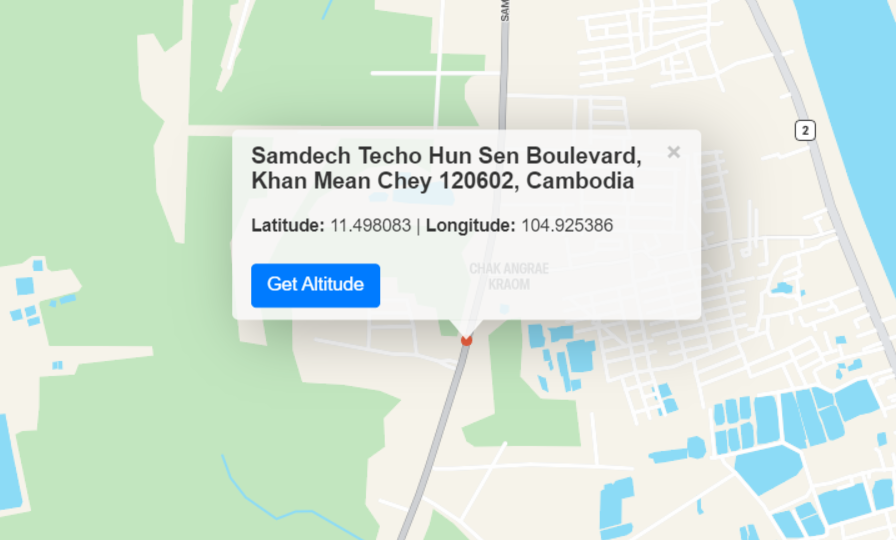 SAM
2
Samdech Techo Hun Sen Boulevard,
Khan Mean Chey 120602, Cambodia
×
Latitude: 11.498083 | Longitude: 104.925386
CHAK ANGRAE
KRAOM
Get Altitude